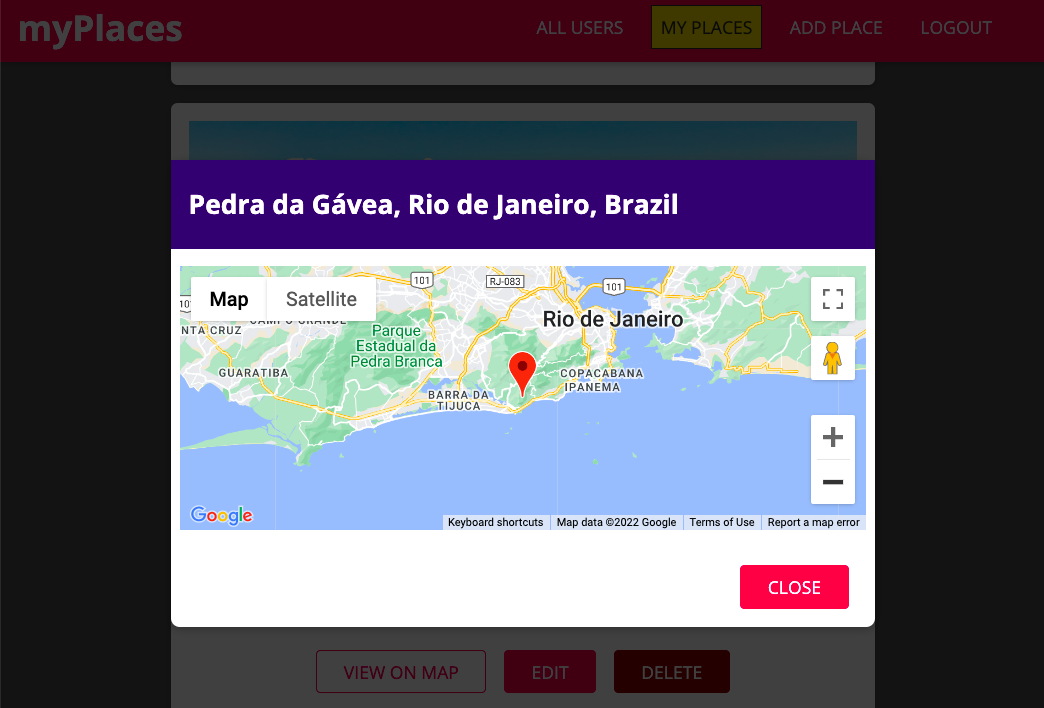 myPlaces
ALL USERS
MY PLACES
ADD PLACE
LOGOUT
Pedra da Gávea, Rio de Janeiro, Brazil
Map
Satellite
101
RJ-083
101
Rio de Janeiro
NTA CRUZ
CAMPO GRANDE
Parque
Estadual da
Pedra Branca
GUARATIBA
BARRA DA
TIJUCA
COPACABANA
IPANEMA
Google
Keyboard shortcuts
Map data ©2022 Google
Terms of Use
Report a map error
CLOSE
VIEW ON MAP
EDIT
DELETE